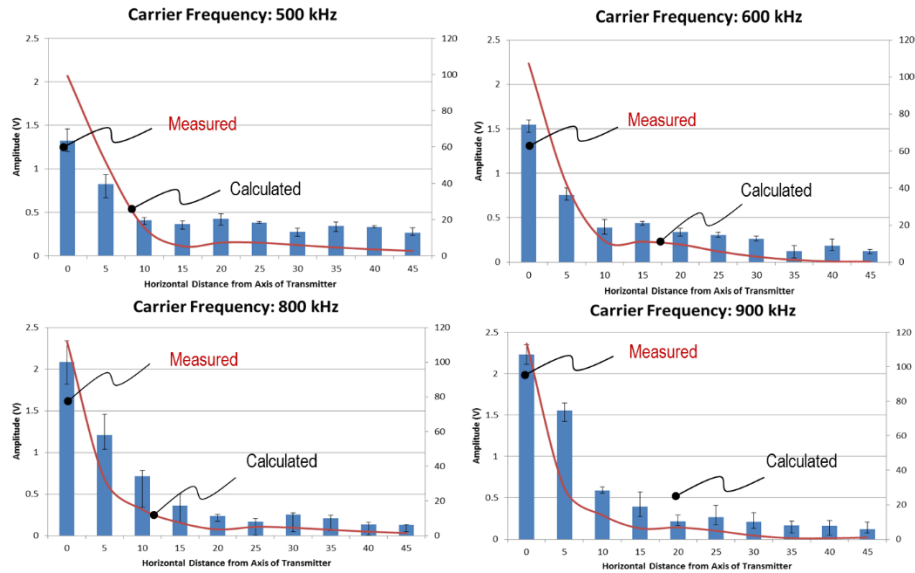 Carrier Frequency: 500 kHz
2.5
2
1.5
1
0.5
0
Amplitude (V)
120
100
80
60
40
20
0
Measured
Calculated
0 5 10 15 20 25 30 35 40 45
Horizontal Distance from Axis of Transmitter
Carrier Frequency: 600 kHz
2.5
2
1.5
1
0.5
0
Amplitude (V)
120
100
80
60
40
20
0
Measured
Calculated
0 5 10 15 20 25 30 35 40 45
Horizontal Distance from Axis of Transmitter
Carrier Frequency: 800 kHz
2.5
2
1.5
1
0.5
0
Amplitude (V)
120
100
80
60
40
20
0
Measured
Calculated
0 5 10 15 20 25 30 35 40 45
Horizontal Distance from Axis of Transmitter
Carrier Frequency: 900 kHz
2.5
2
1.5
1
0.5
0
Amplitude (V)
120
100
80
60
40
20
0
Measured
Calculated
0 5 10 15 20 25 30 35 40 45
Horizontal Distance from Axis of Transmitter